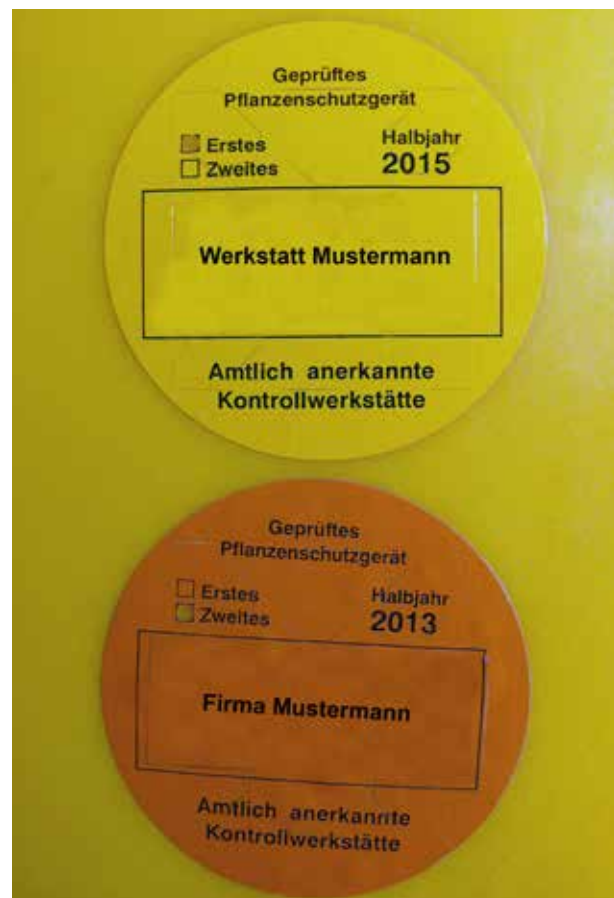 Geprüftes
Pflanzenschutzgerät
Erstes Halbjahr
Zweites 2015
Werkstatt Mustermann
Amtlich anerkannte
Kontrollwerkstätte
Geprüftes
Pflanzenschutzgerät
Erstes Halbjahr
Zweites 2013
Firma Mustermann
Amtlich anerkannte
Kontrollwerkstätte